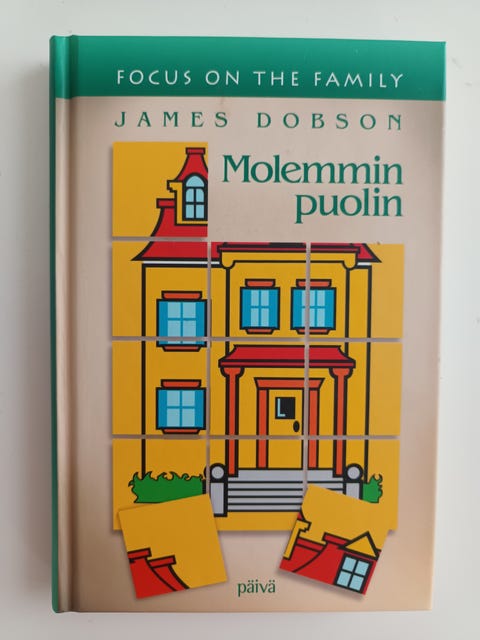 FOCUS ON THE FAMILY
JAMES DOBSON
Molemmin
puolin
päivä